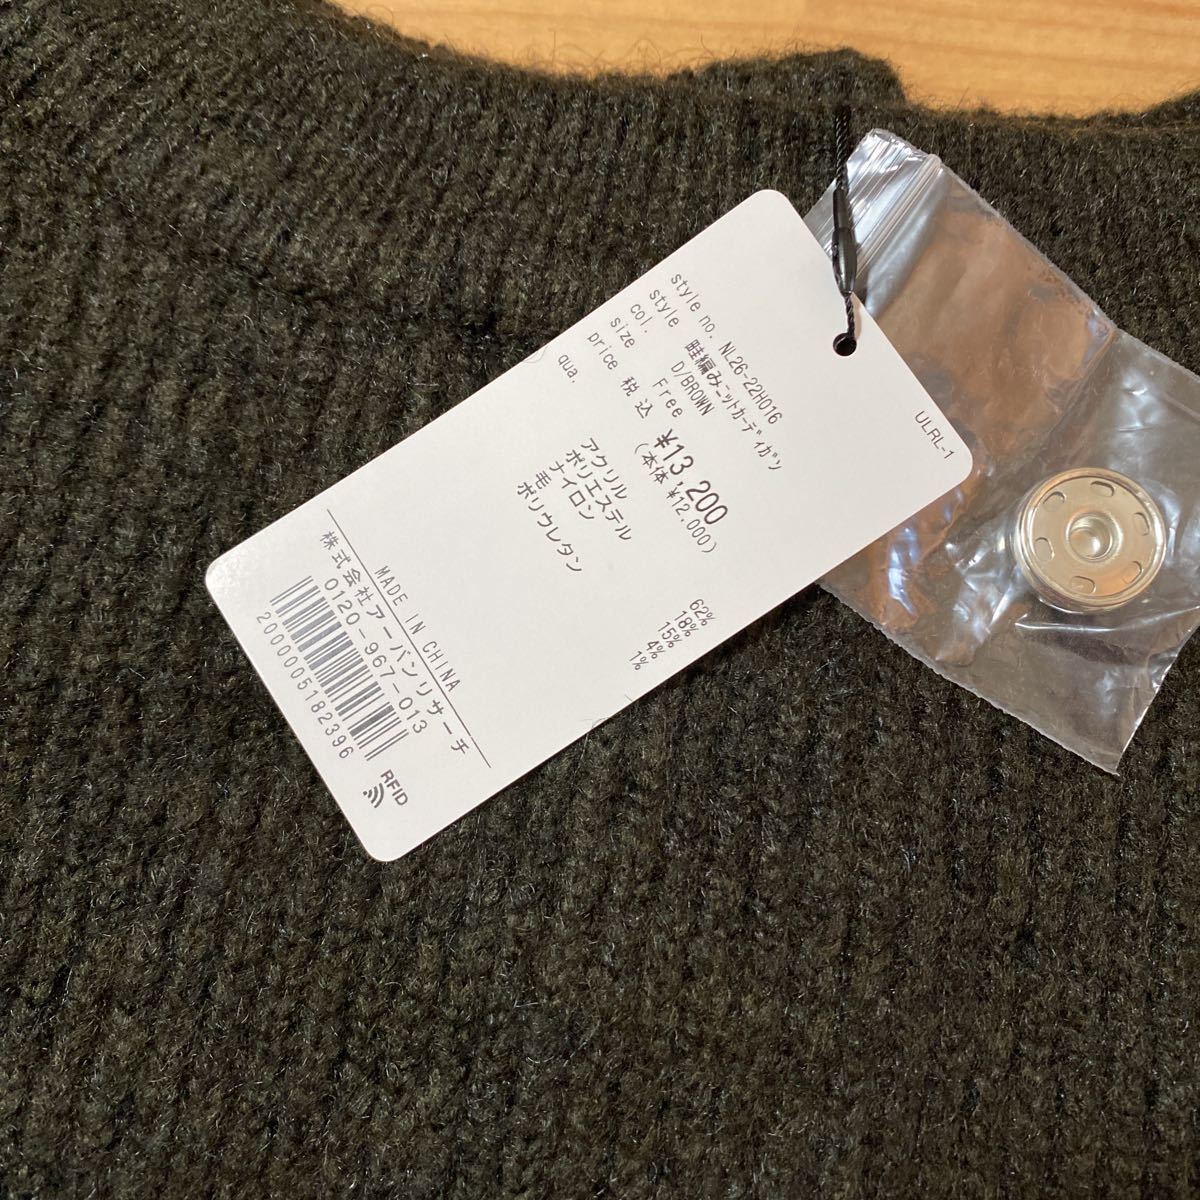 ULRL-1
style no. NL26-22H016
style 畦編みニットカーディガン
col. D/BROWN
size Free
price 税込 ¥13,200
(本体 ¥12,000)
qua.
アクリル 62%
ポリエステル 18%
ナイロン 15%
毛 4%
ポリウレタン 1%
MADE IN CHINA
株式会社アーバンリサーチ
0120-967-013
2000005182396
RFID